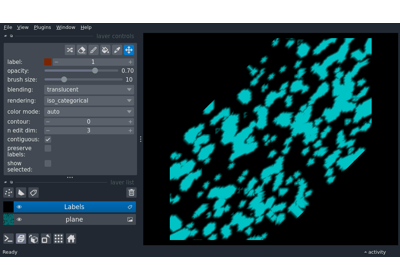 File View Plugins Window Help
layer controls
label: 1
opacity: 0.70
brush size: 10
blending: translucent
rendering: iso_categorical
color mode: auto
contour: 0
n edit dim: 3
contiguous:
preserve
labels:
show
selected:
layer list
Labels
plane
Ready
activity